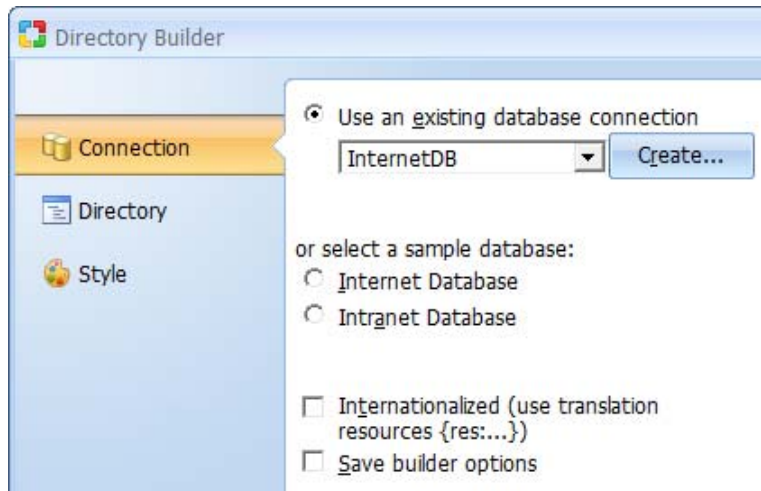 Directory Builder
Connection
Directory
Style
Use an existing database connection
InternetDB
Create...
or select a sample database:
Internet Database
Intranet Database
Internationalized (use translation
resources {res:...})
Save builder options